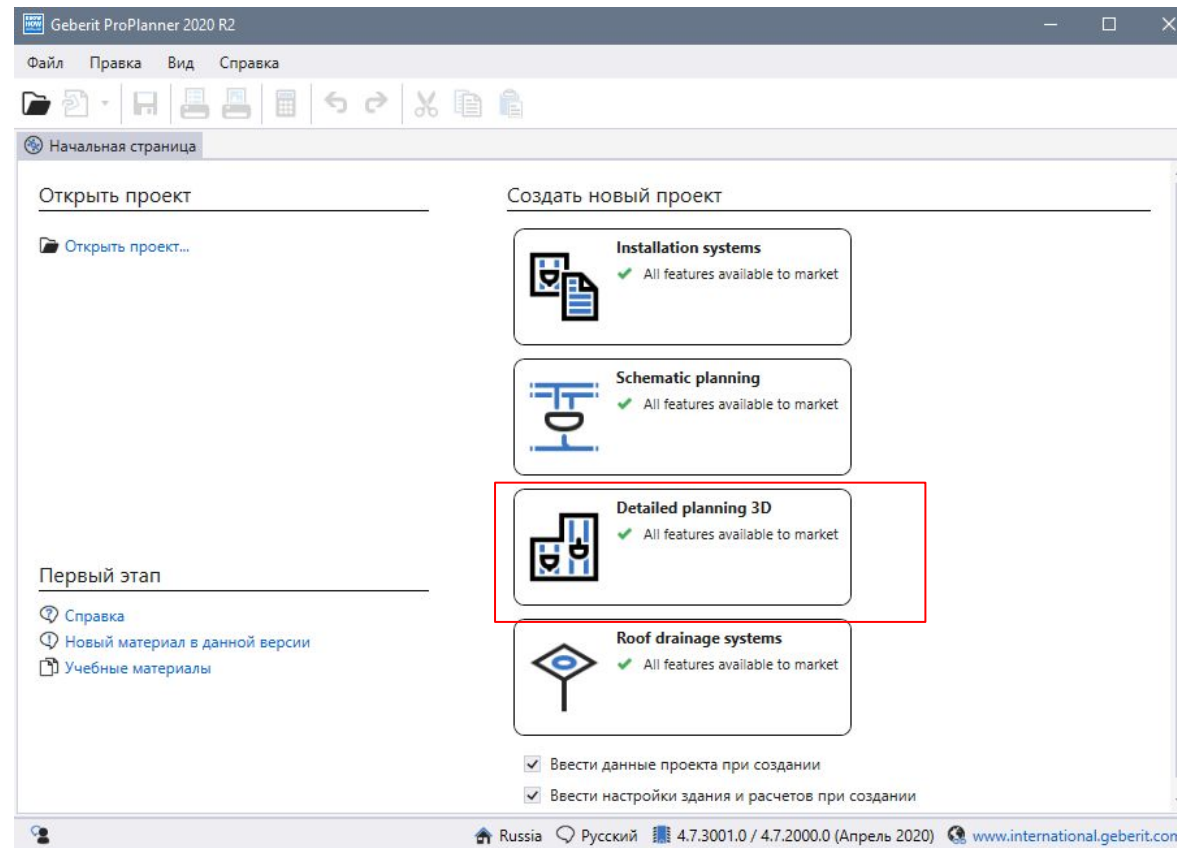 Geberit ProPlanner 2020 R2
Файл Правка Вид Справка
Начальная страница
Открыть проект
Открыть проект...
Первый этап
Справка
Новый материал в данной версии
Учебные материалы
Создать новый проект
Installation systems
All features available to market
Schematic planning
All features available to market
Detailed planning 3D
All features available to market
Roof drainage systems
All features available to market
Ввести данные проекта при создании
Ввести настройки здания и расчетов при создании
Russia Русский 4.7.3001.0 / 4.7.2000.0 (Апрель 2020) www.international.geberit.com